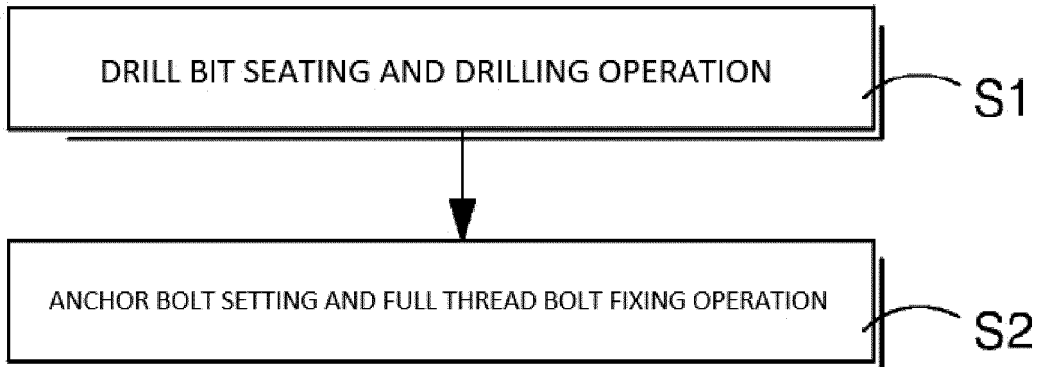 DRILL BIT SEATING AND DRILLING OPERATION
S1
ANCHOR BOLT SETTING AND FULL THREAD BOLT FIXING OPERATION
S2